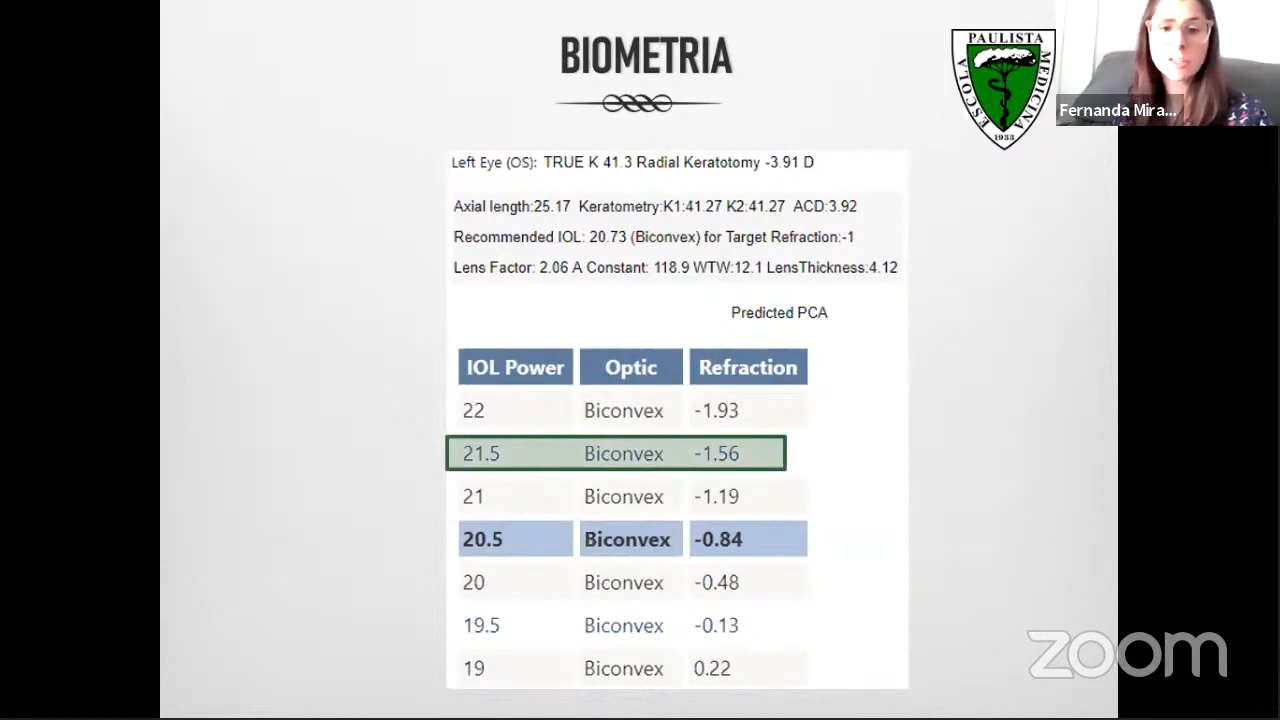 BIOMETRIA
PAULISTA
ESCOLA
MEDICINA
1933
Fernanda Mira...
Left Eye (OS): TRUE K 41.3 Radial Keratotomy -3.91 D
Axial length:25.17 Keratometry:K1:41.27 K2:41.27 ACD:3.92
Recommended IOL: 20.73 (Biconvex) for Target Refraction:-1
Lens Factor: 2.06 A Constant: 118.9 WTW:12.1 LensThickness:4.12
Predicted PCA
IOL Power Optic Refraction
22 Biconvex -1.93
21.5 Biconvex -1.56
21 Biconvex -1.19
20.5 Biconvex -0.84
20 Biconvex -0.48
19.5 Biconvex -0.13
19 Biconvex 0.22
zoom